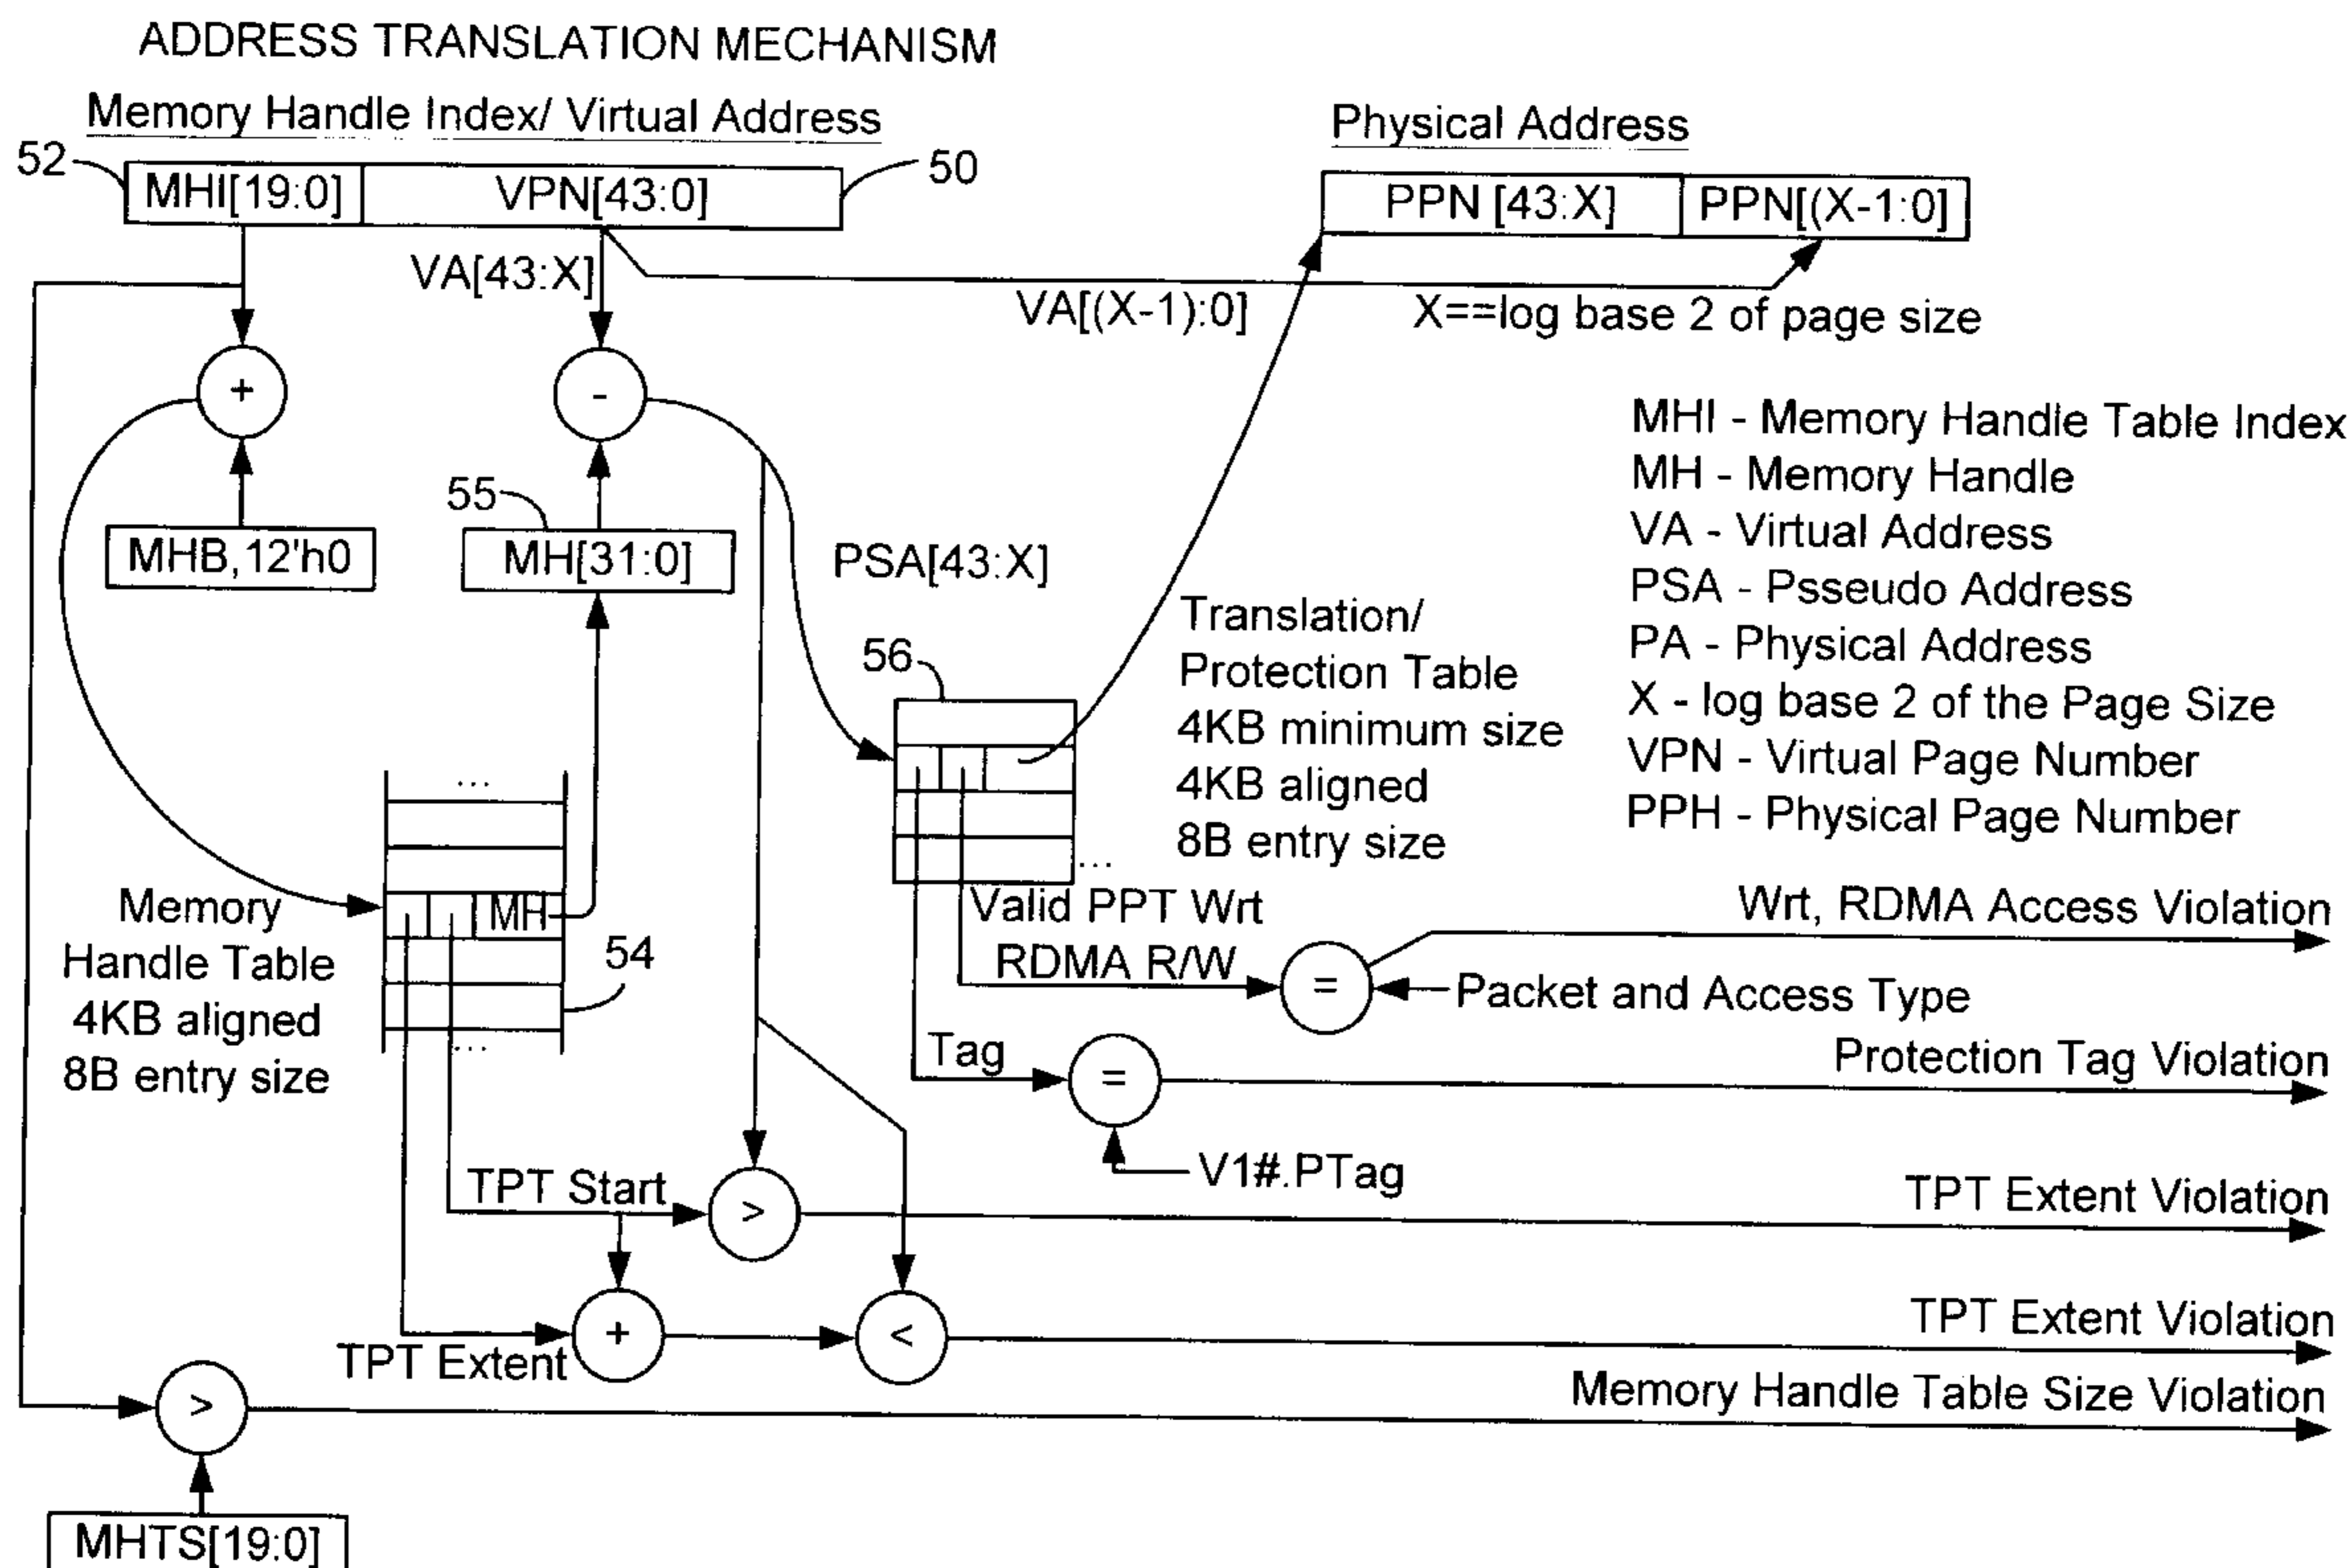 ADDRESS TRANSLATION MECHANISM
Memory Handle Index/ Virtual Address
Physical Address
52
MHI[19:0]
VPN[43:0]
50
PPN [43:X]
PPN[(X-1:0]
VA[43:X]
VA[(X-1):0]
X==log base 2 of page size
+
-
MHI - Memory Handle Table Index
MH - Memory Handle
VA - Virtual Address
PSA - Psseudo Address
PA - Physical Address
X - log base 2 of the Page Size
VPN - Virtual Page Number
PPH - Physical Page Number
55
MHB,12'h0
MH[31:0]
PSA[43:X]
56
Translation/
Protection Table
4KB minimum size
4KB aligned
8B entry size
...
...
Memory
Handle Table
4KB aligned
8B entry size
MH
54
...
Valid PPT Wrt
RDMA R/W
=
Wrt, RDMA Access Violation
Packet and Access Type
Tag
=
Protection Tag Violation
V1#.PTag
TPT Start
>
TPT Extent Violation
TPT Extent
+
<
TPT Extent Violation
>
Memory Handle Table Size Violation
MHTS[19:0]